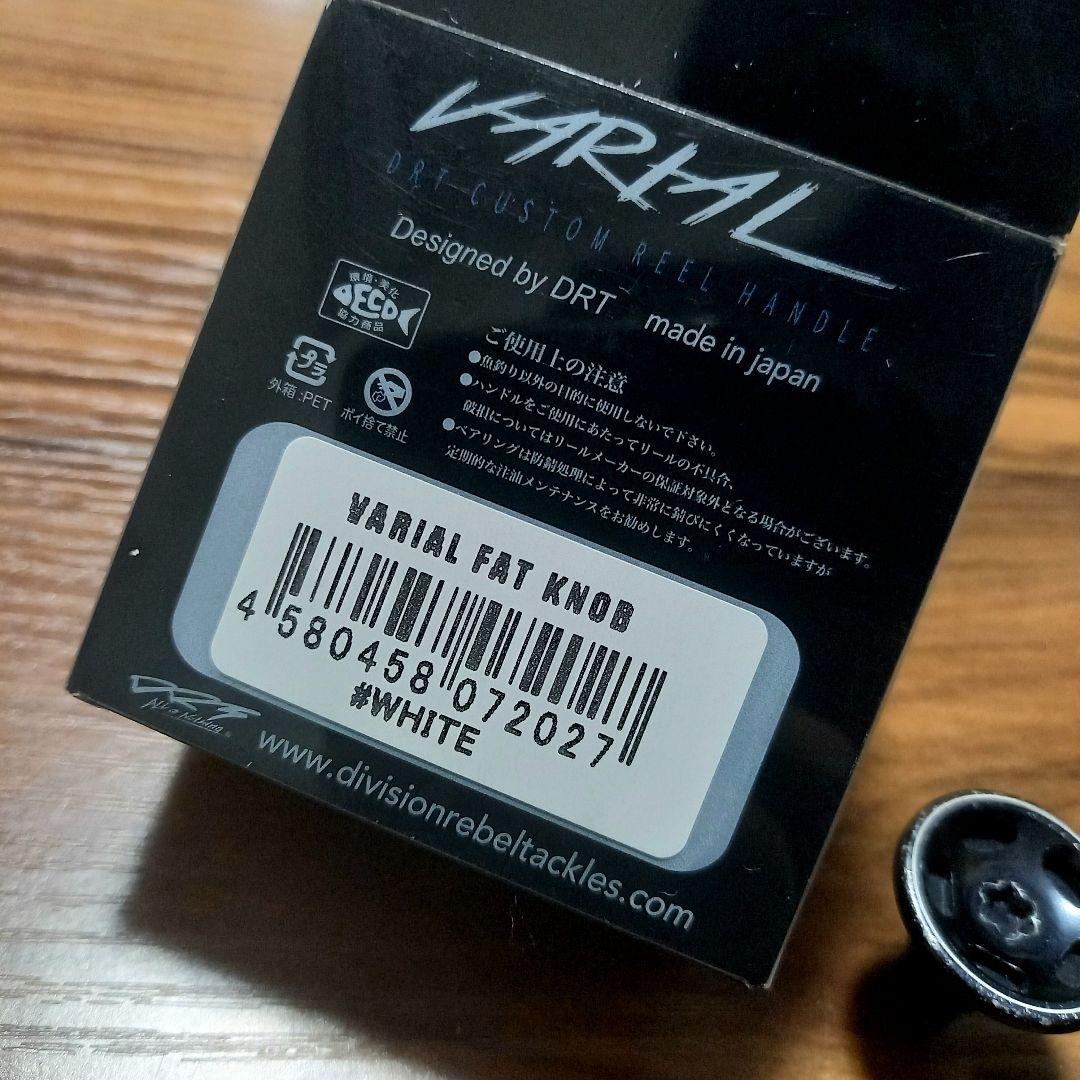 VARIAL
DRT CUSTOM REEL HANDLE
Designed by DRT made in japan
環境・美化
ECO
協力商品
プラ
外箱:PET
ポイ捨て禁止
ご使用上の注意
●魚釣り以外の目的に使用しないで下さい。
●ハンドルをご使用にあたってリールの不具合、
破損についてはリールメーカーの保証対象外となる場合がございます。
●ベアリングは防錆処理によって非常に錆びにくくなっていますが
定期的な注油メンテナンスをお勧めします。
VARIAL FAT KNOB
4 580458 072027
#WHITE
www.divisionrebeltackles.com